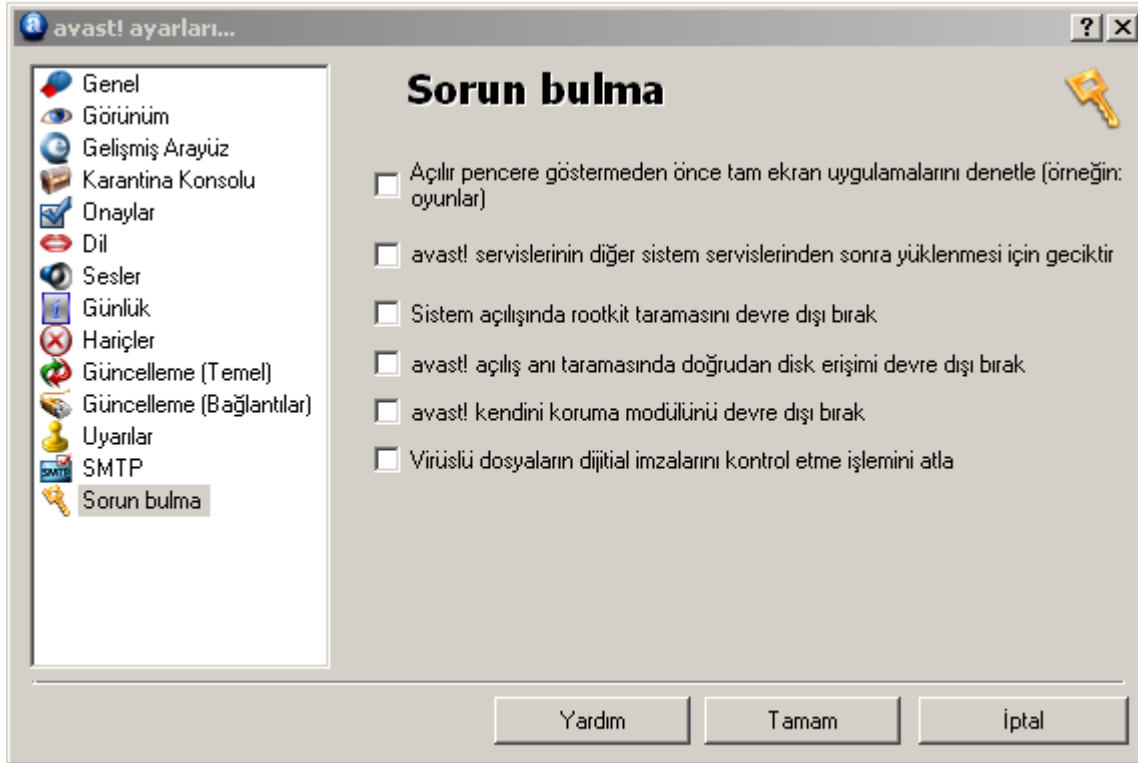 avast! ayarları...
Genel
Görünüm
Gelişmiş Arayüz
Karantina Konsolu
Onaylar
Dil
Sesler
Günlük
Hariçler
Güncelleme (Temel)
Güncelleme (Bağlantılar)
Uyarılar
SMTP
Sorun bulma
Sorun bulma
Açılır pencere göstermeden önce tam ekran uygulamalarını denetle (örneğin:
oyunlar)
avast! servislerinin diğer sistem servislerinden sonra yüklenmesi için geciktir
Sistem açılışında rootkit taramasını devre dışı bırak
avast! açılış anı taramasında doğrudan disk erişimi devre dışı bırak
avast! kendini koruma modülünü devre dışı bırak
Virüslü dosyaların dijitial imzalarını kontrol etme işlemini atla
Yardım
Tamam
İptal